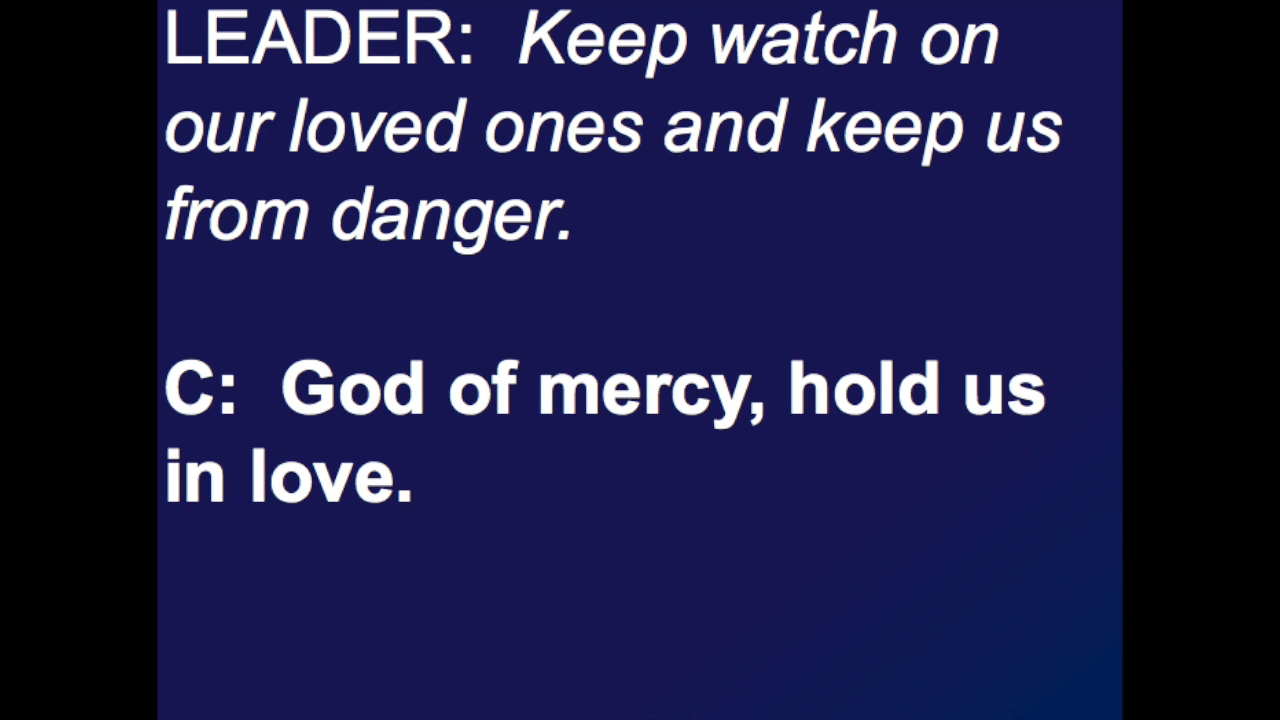 LEADER:  Keep watch on
our loved ones and keep us
from danger.
C:  God of mercy, hold us
in love.